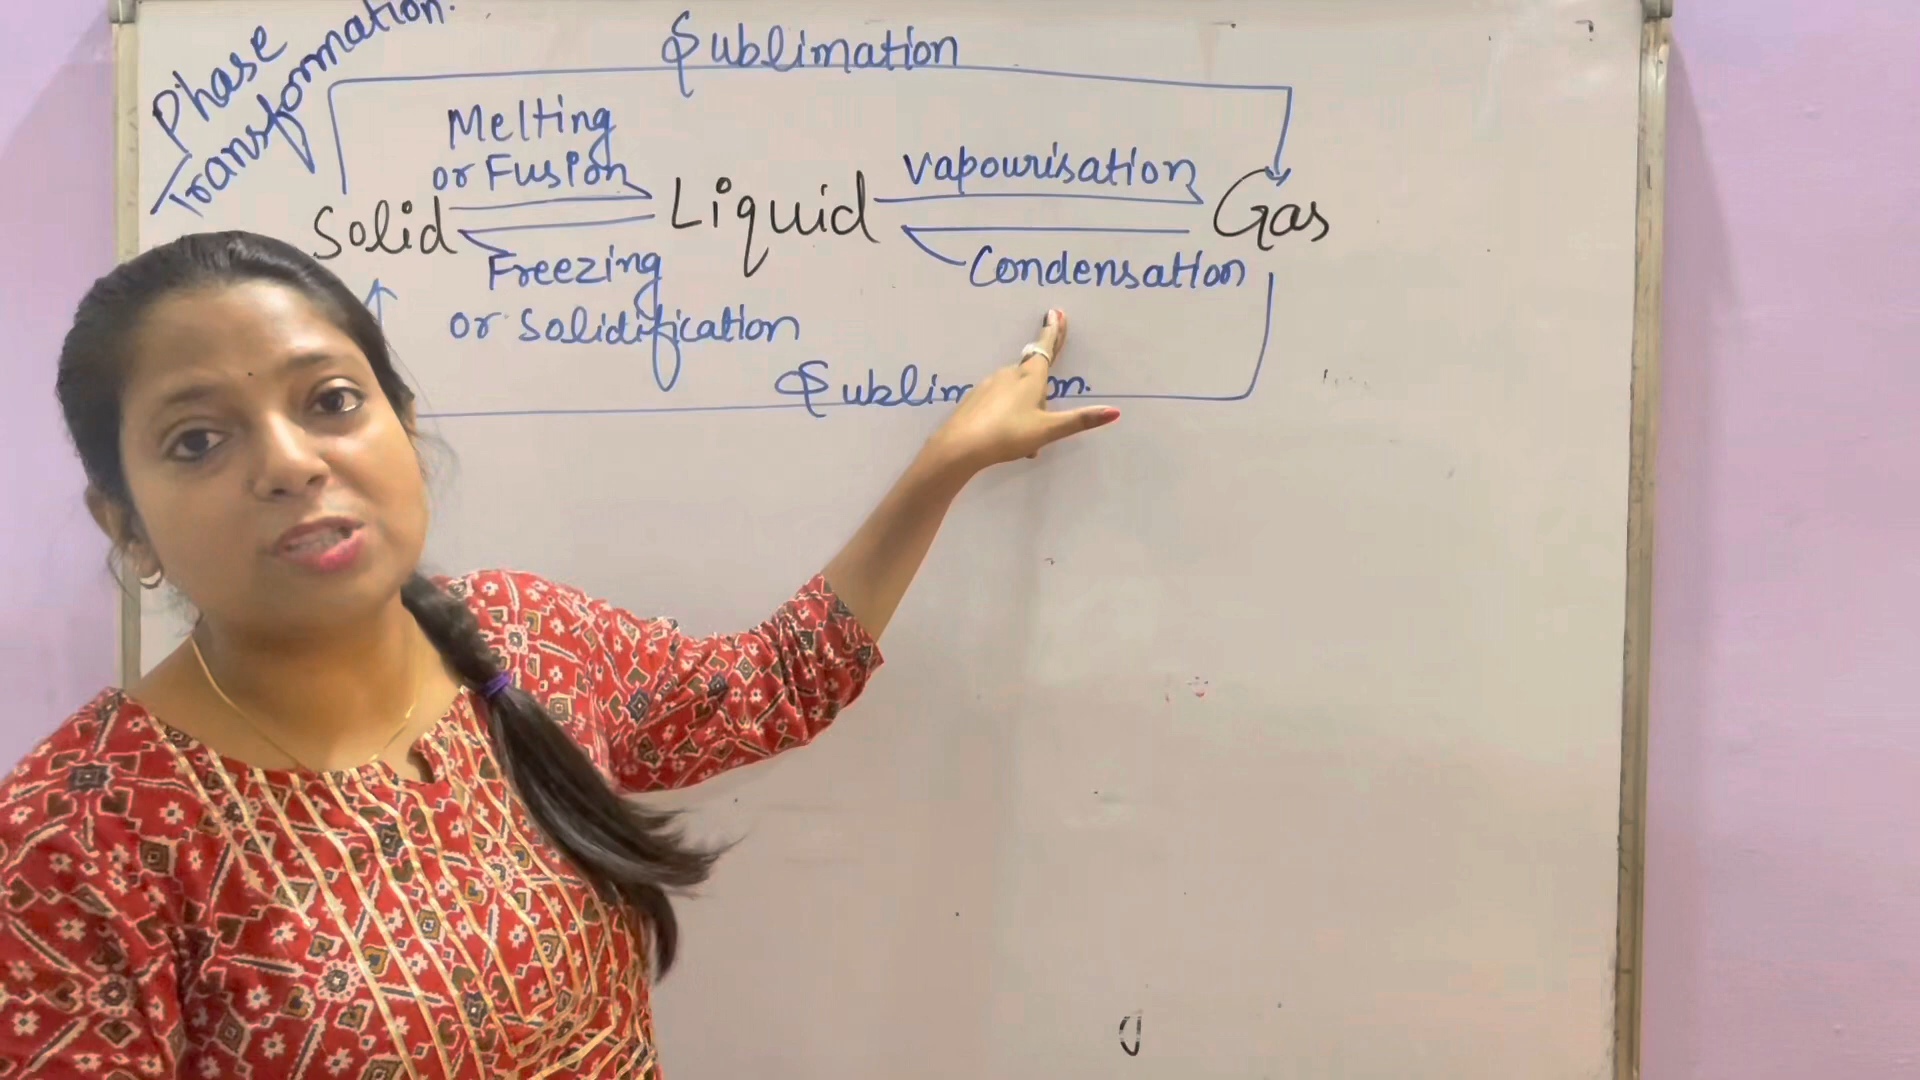 Phase
Transformation.
Sublimation
Melting
or Fusion
vapourisation
Solid
Liquid
Gas
Freezing
or Solidification
Condensation